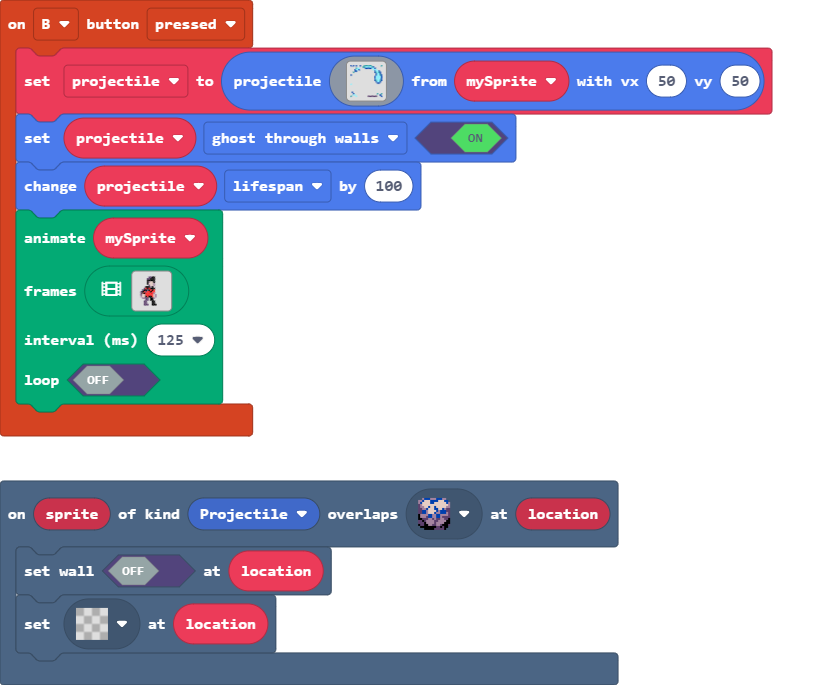 on B button pressed
set projectile to projectile from mySprite with vx 50 vy 50
set projectile ghost through walls ON
change projectile lifespan by 100
animate mySprite
frames
interval (ms) 125
loop OFF
on sprite of kind Projectile overlaps at location
set wall OFF at location
set at location